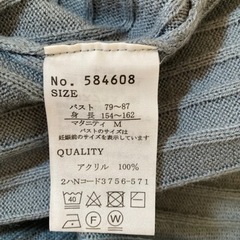 No. 584608
SIZE
バスト 79~87
身長 154~162
マタニティ M
バストのサイズは
妊娠前のサイズを表示しています
QUALITY
アクリル 100%
2ハNコード3756-571
40